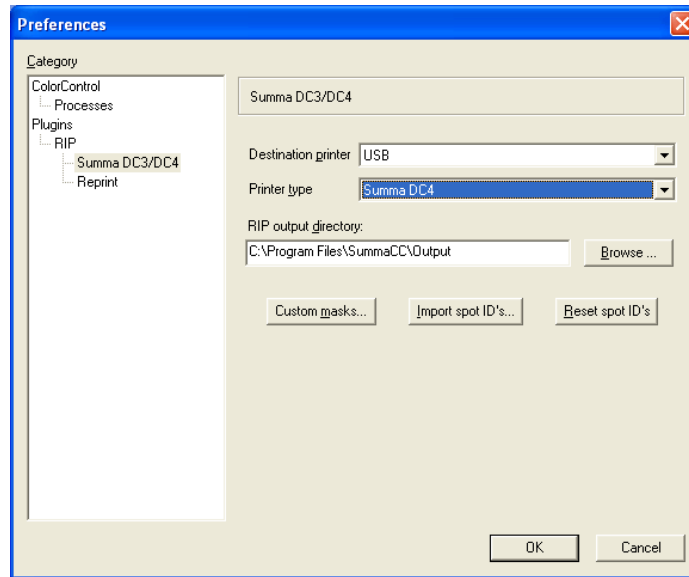 Preferences
Category
ColorControl
Processes
Plugins
RIP
Summa DC3/DC4
Reprint
Summa DC3/DC4
Destination printer USB
Printer type Summa DC4
RIP output directory:
C:\Program Files\SummaCC\Output Browse ...
Custom masks... Import spot ID's... Reset spot ID's
OK Cancel